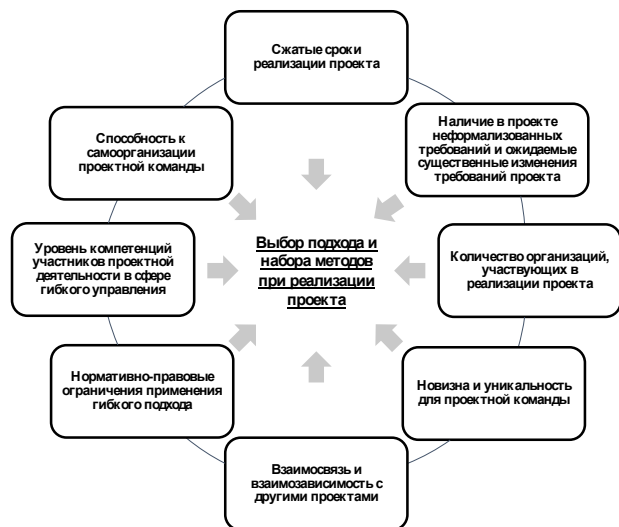 Сжатые сроки
реализации проекта
Способность к
самоорганизации
проектной команды
Наличие в проекте
неформализованных
требований и ожидаемые
существенные изменения
требований проекта
Уровень компетенций
участников проектной
деятельности в сфере
гибкого управления
Выбор подхода и
набора методов
при реализации
проекта
Количество организаций,
участвующих в
реализации проекта
Нормативно-правовые
ограничения применения
гибкого подхода
Новизна и уникальность
для проектной команды
Взаимосвязь и
взаимозависимость с
другими проектами